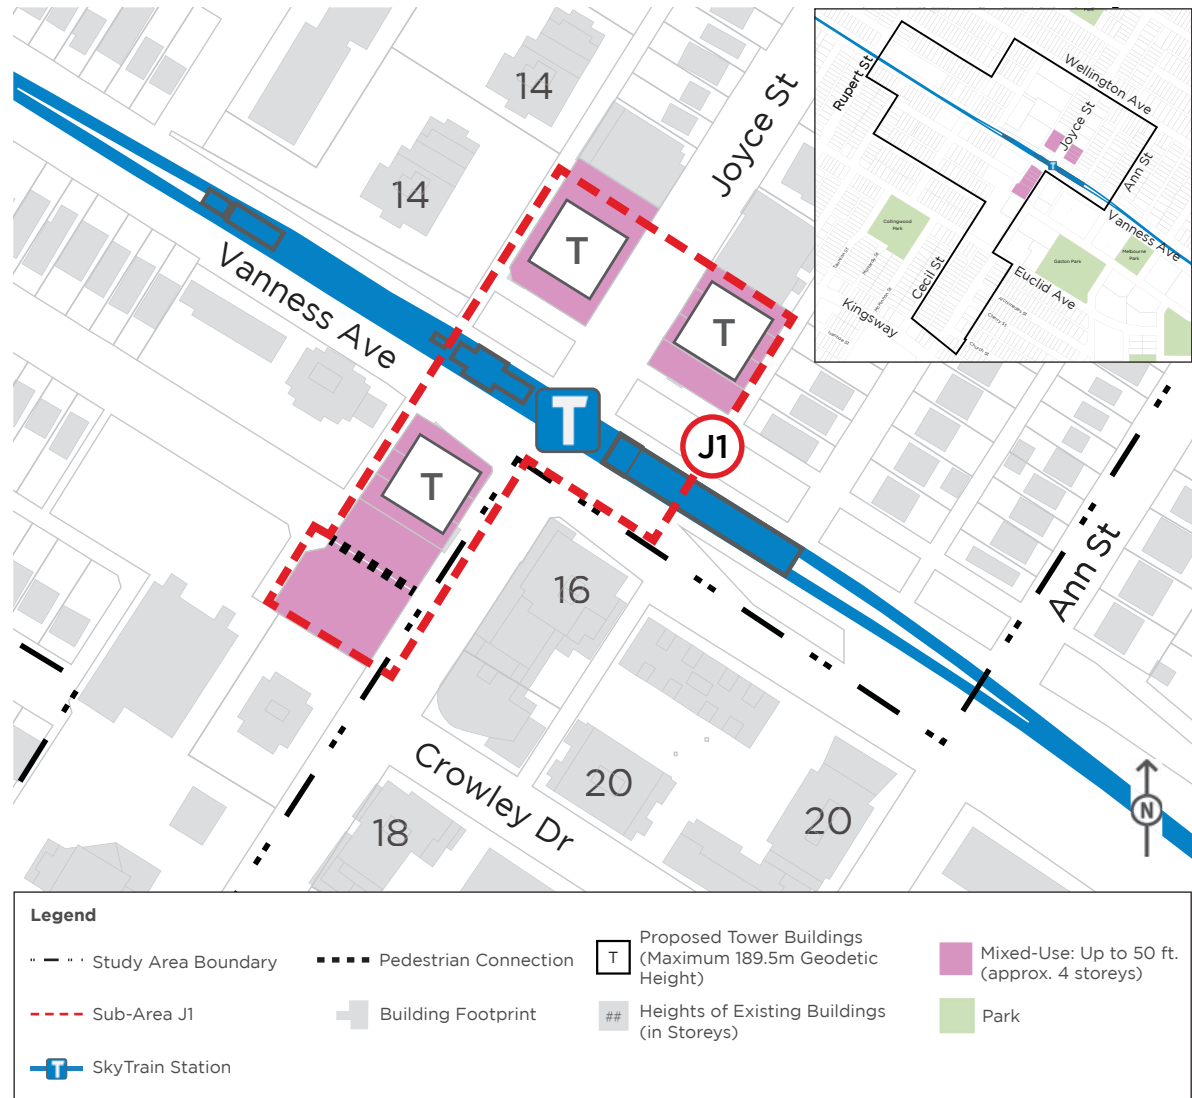 14
14
Joyce St
T
T
Vanness Ave
T
J1
T
16
Ann St
Crowley Dr
20
20
18
N
Rupert St
Wellington Ave
Joyce St
T
Ann St
Vanness Ave
Collingwood
Park
Gaston Park
Melbourne
Park
Cecil St
Euclid Ave
Kingsway
Church St
Legend
Study Area Boundary
Pedestrian Connection
T
Proposed Tower Buildings
(Maximum 189.5m Geodetic
Height)
Mixed-Use: Up to 50 ft.
(approx. 4 storeys)
Sub-Area J1
Building Footprint
##
Heights of Existing Buildings
(in Storeys)
Park
T
SkyTrain Station